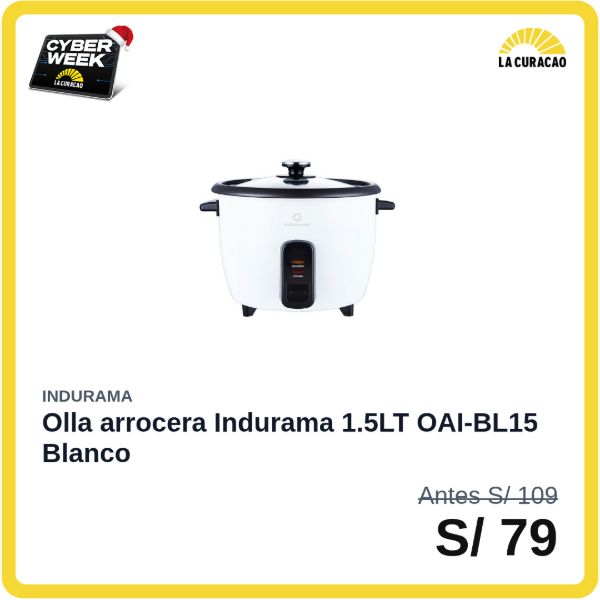 CYBER
WEEK
LA CURACAO
LA CURACAO
INDURAMA
Olla arrocera Indurama 1.5LT OAI-BL15
Blanco
Antes S/ 109
S/ 79